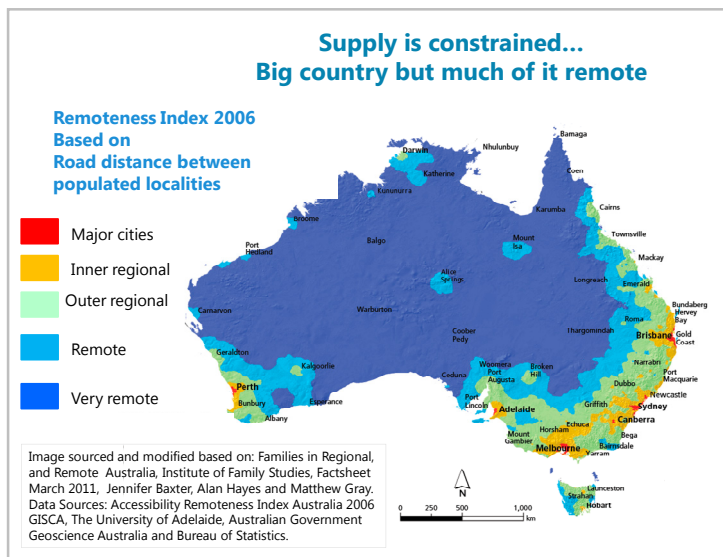 Supply is constrained...
Big country but much of it remote
Remoteness Index 2006
Based on
Road distance between
populated localities
Major cities
Inner regional
Outer regional
Remote
Very remote
Bamaga
Darwin
Nhulunbuy
Katherine
Coen
Kununurra
Karumba
Cairns
Broome
Townsville
Port
Hedland
Balgo
Mount
Isa
Mackay
Alice
Springs
Longreach
Emerald
Carnarvon
Warburton
Bundaberg
Hervey
Bay
Coober
Pedy
Thargomindah
Roma
Brisbane
Gold
Coast
Geraldton
Kalgoorlie
Woomera
Port
Augusta
Broken
Hill
Narrabri
Ceduna
Port
Macquarie
Perth
Dubbo
Bunbury
Esperance
Port
Lincoln
Newcastle
Albany
Adelaide
Griffith
Sydney
Echuca
Canberra
Mount
Gambier
Horsham
Bega
Melbourne
Bairnsdale
Yarram
Launceston
Strahan
Hobart
N
0 250 500 1,000
km
Image sourced and modified based on: Families in Regional,
and Remote Australia, Institute of Family Studies, Factsheet
March 2011, Jennifer Baxter, Alan Hayes and Matthew Gray.
Data Sources: Accessibility Remoteness Index Australia 2006
GISCA, The University of Adelaide, Australian Government
Geoscience Australia and Bureau of Statistics.